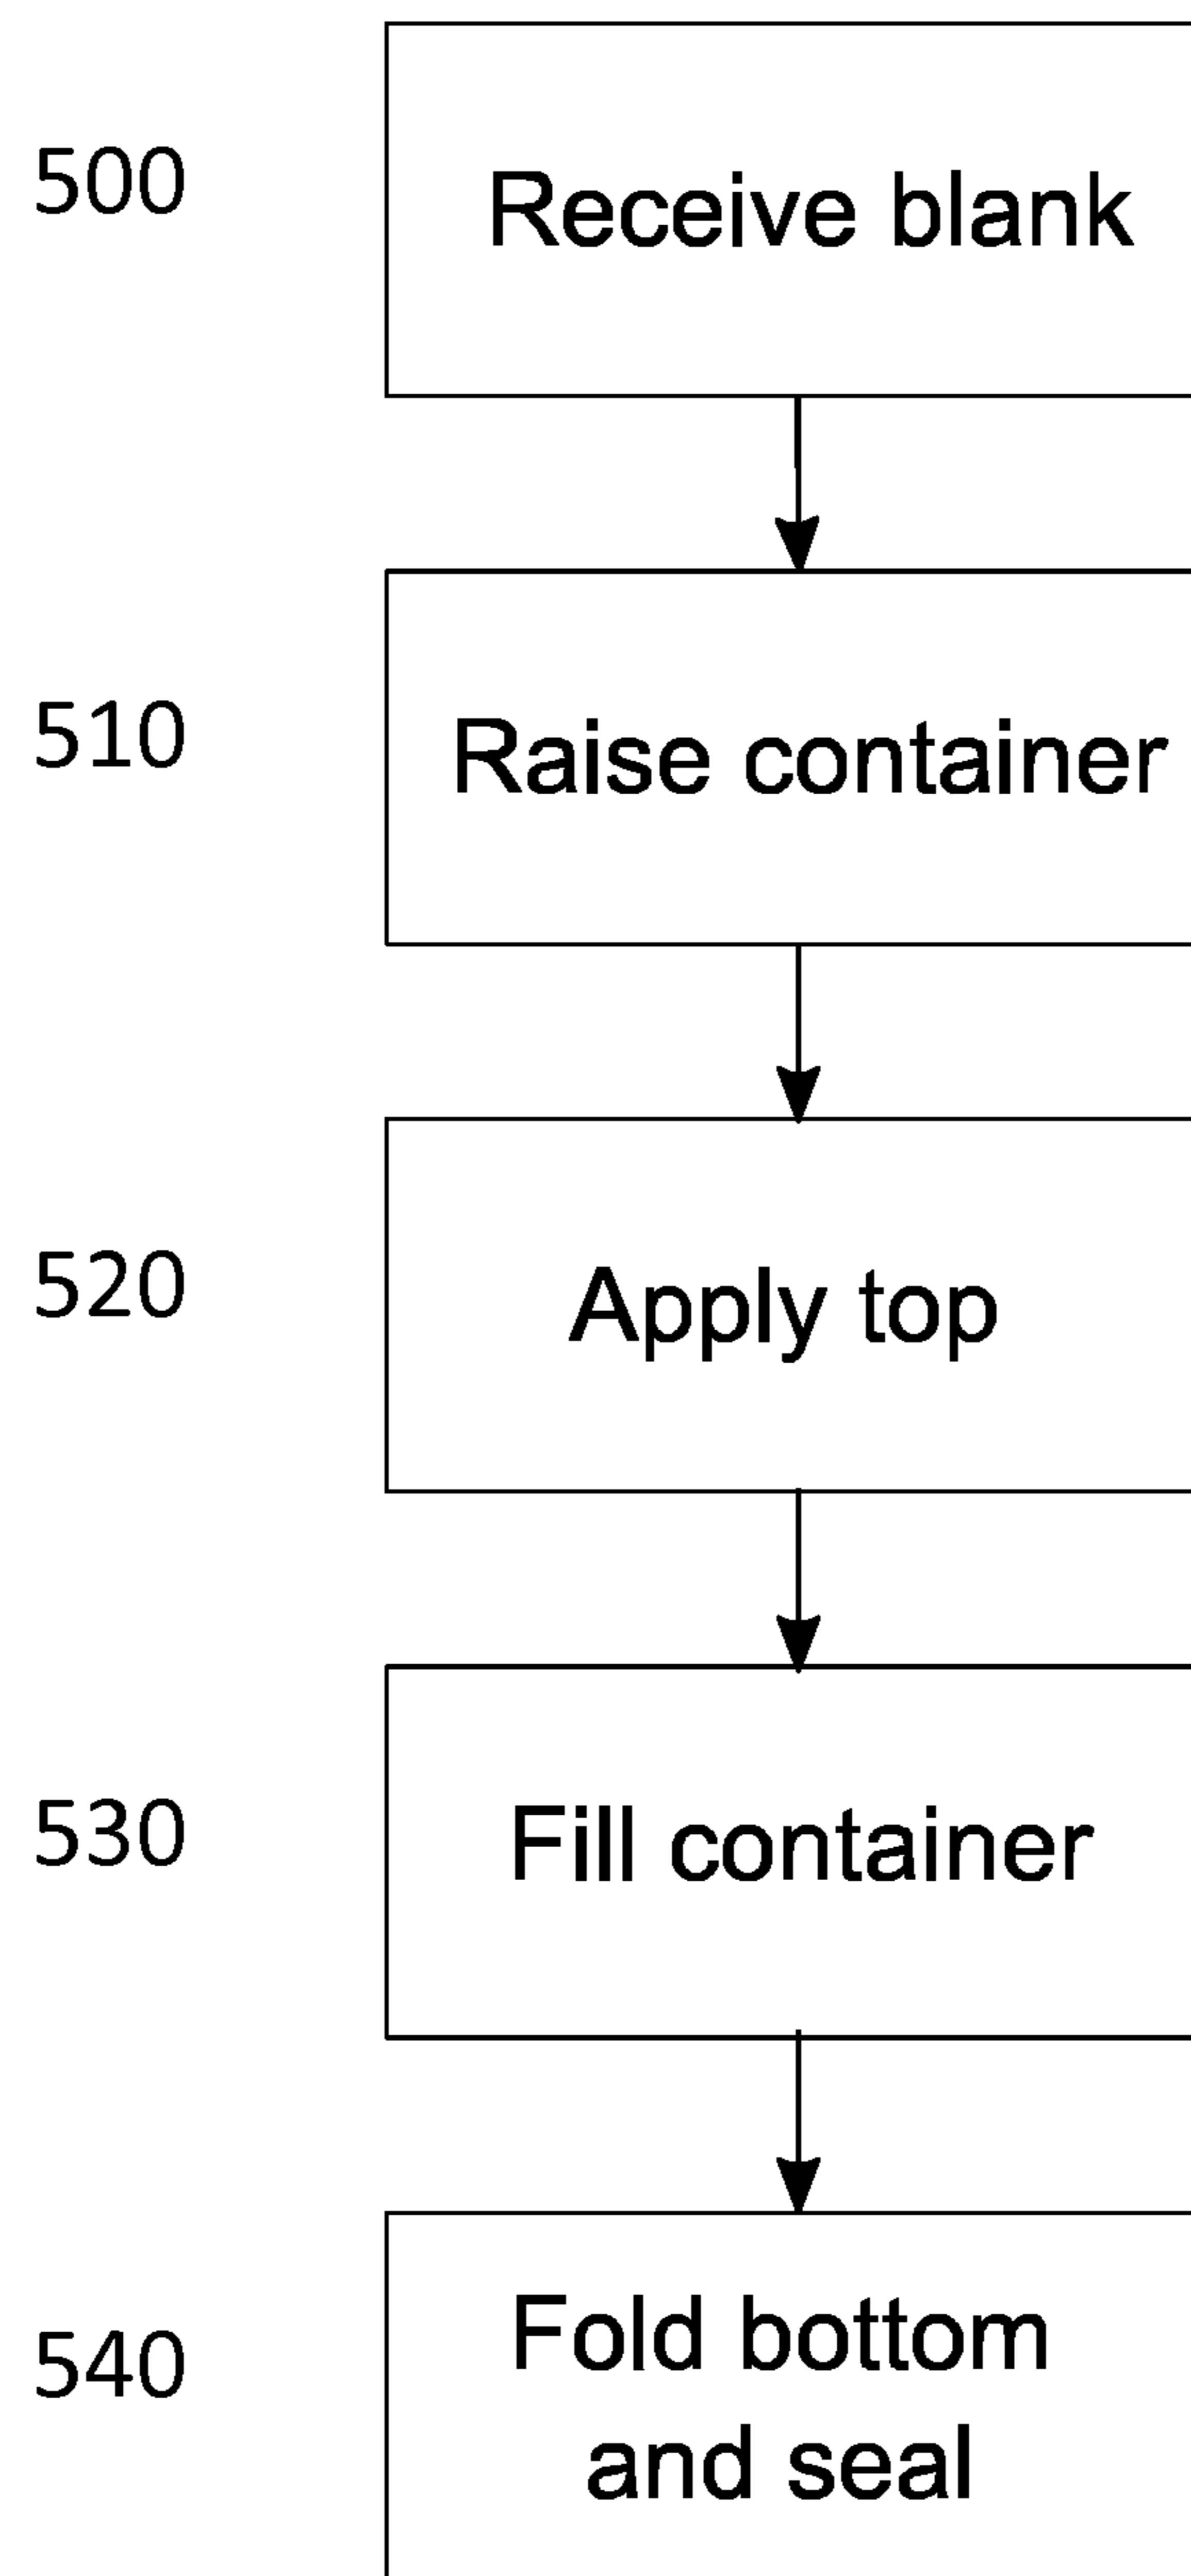 500
Receive blank
510
Raise container
520
Apply top
530
Fill container
540
Fold bottom
and seal